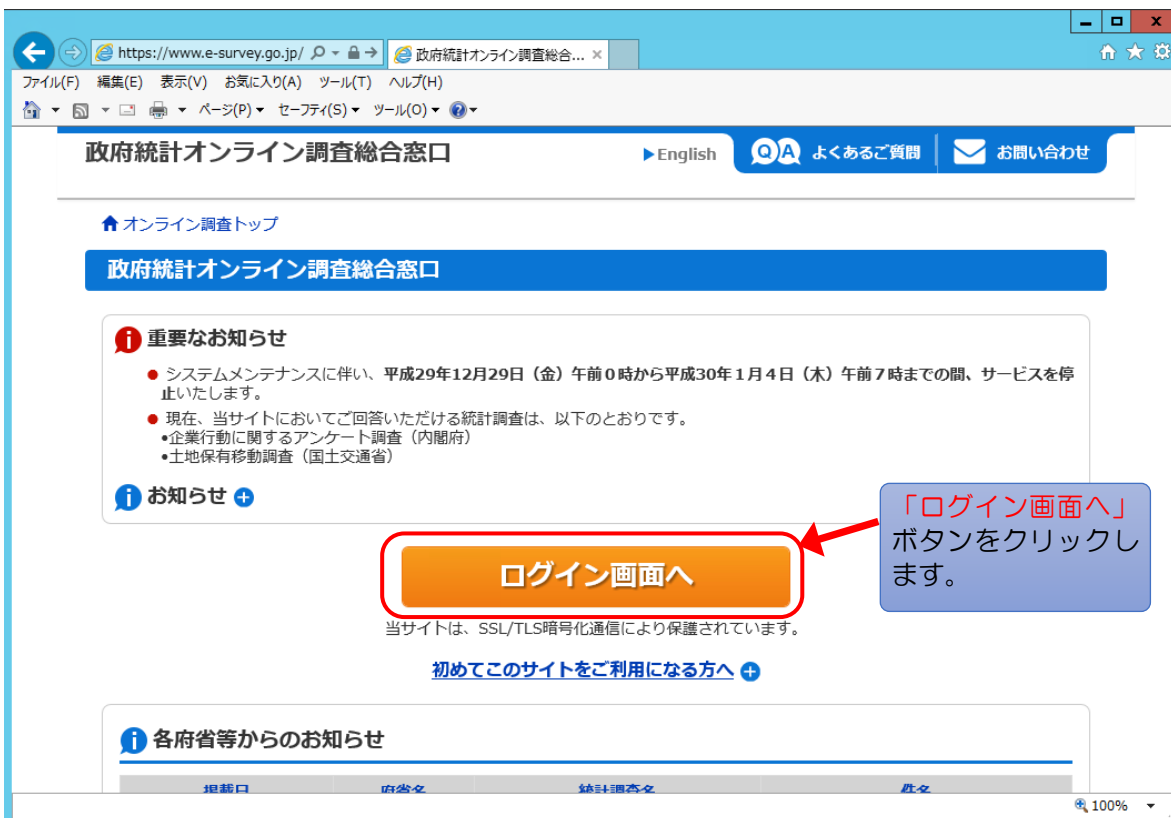 https://www.e-survey.go.jp/
政府統計オンライン調査総合...
ファイル(F) 編集(E) 表示(V) お気に入り(A) ツール(T) ヘルプ(H)
ページ(P) セーフティ(S) ツール(O)
政府統計オンライン調査総合窓口
English
QA よくあるご質問
お問い合わせ
オンライン調査トップ
政府統計オンライン調査総合窓口
重要なお知らせ
● システムメンテナンスに伴い、平成29年12月29日（金）午前０時から平成30年１月４日（木）午前７時までの間、サービスを停
止いたします。
● 現在、当サイトにおいてご回答いただける統計調査は、以下のとおりです。
•企業行動に関するアンケート調査（内閣府）
•土地保有移動調査（国土交通省）
お知らせ
「ログイン画面へ」
ボタンをクリックし
ます。
ログイン画面へ
当サイトは、SSL/TLS暗号化通信により保護されています。
初めてこのサイトをご利用になる方へ
各府省等からのお知らせ
掲載日 府省名 統計調査名 件名
100%